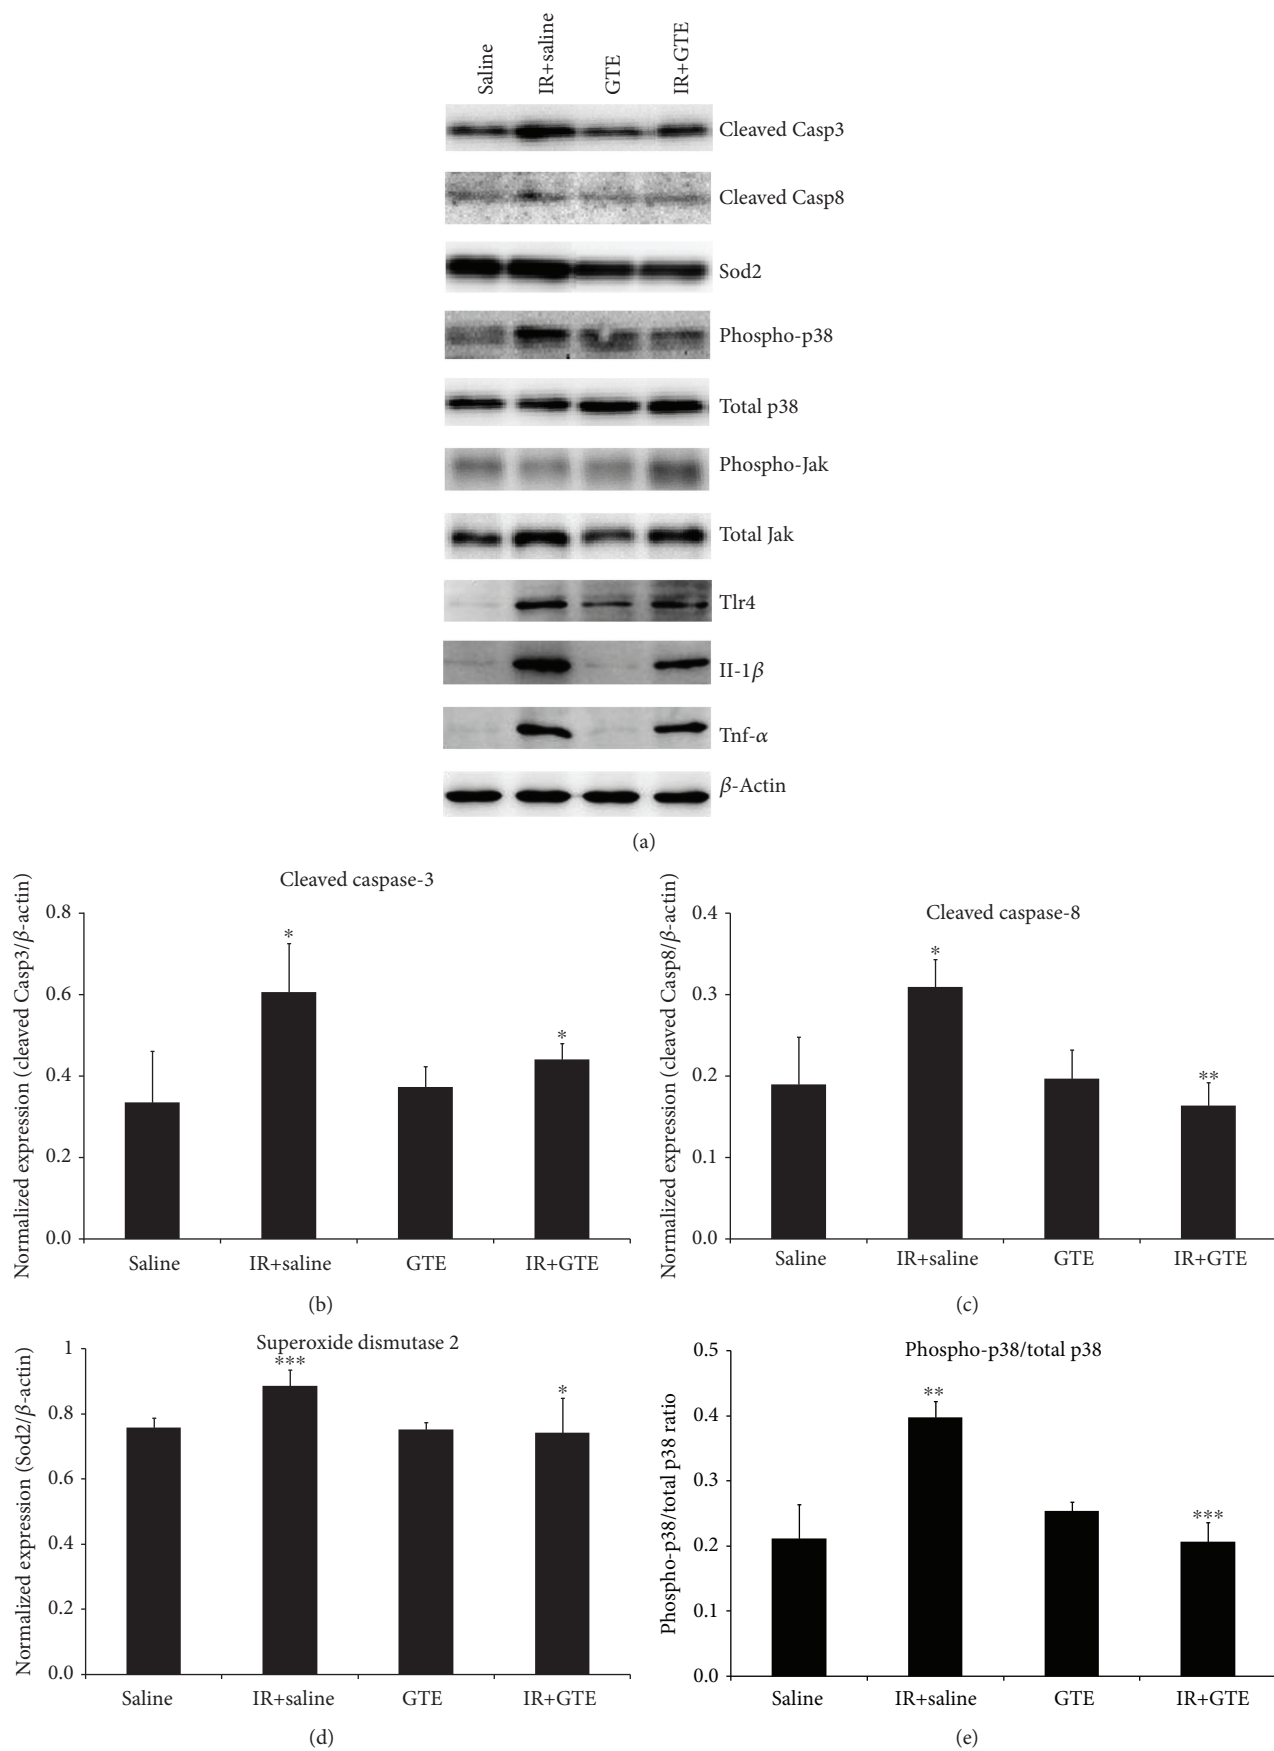 Saline
IR+saline
GTE
IR+GTE
Cleaved Casp3
Cleaved Casp8
Sod2
Phospho-p38
Total p38
Phospho-Jak
Total Jak
Tlr4
II-1β
Tnf-α
β-Actin
(a)
Cleaved caspase-3
Normalized expression (cleaved Casp3/β-actin)
0.8
0.6
0.4
0.2
0.0
*
*
Saline
IR+saline
GTE
IR+GTE
(b)
Cleaved caspase-8
Normalized expression (cleaved Casp8/β-actin)
0.4
0.3
0.2
0.1
0.0
*
**
Saline
IR+saline
GTE
IR+GTE
(c)
Superoxide dismutase 2
Normalized expression (Sod2/β-actin)
1
0.8
0.6
0.4
0.2
0.0
***
*
Saline
IR+saline
GTE
IR+GTE
(d)
Phospho-p38/total p38
Phospho-p38/total p38 ratio
0.5
0.4
0.3
0.2
0.1
0.0
**
***
Saline
IR+saline
GTE
IR+GTE
(e)